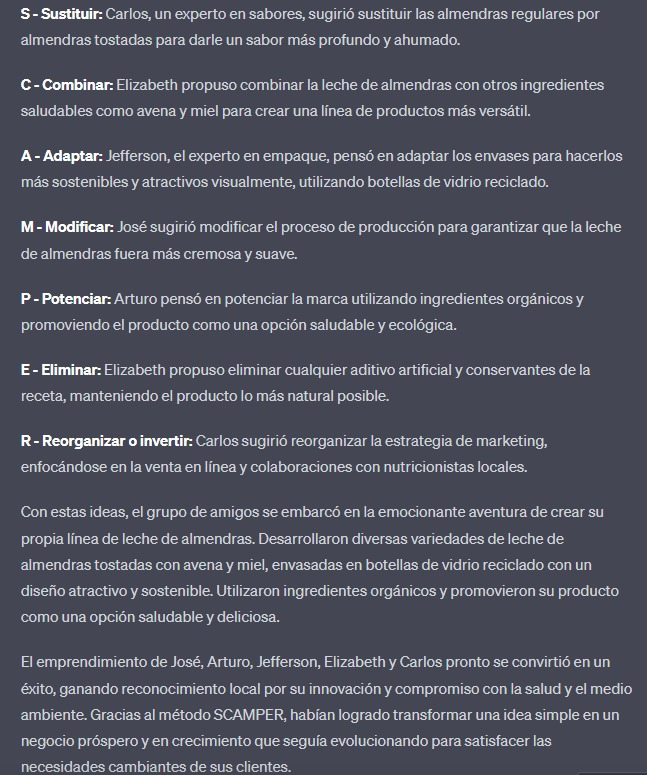 S - Sustituir: Carlos, un experto en sabores, sugirió sustituir las almendras regulares por
almendras tostadas para darle un sabor más profundo y ahumado.
C - Combinar: Elizabeth propuso combinar la leche de almendras con otros ingredientes
saludables como avena y miel para crear una línea de productos más versátil.
A - Adaptar: Jefferson, el experto en empaque, pensó en adaptar los envases para hacerlos
más sostenibles y atractivos visualmente, utilizando botellas de vidrio reciclado.
M - Modificar: José sugirió modificar el proceso de producción para garantizar que la leche
de almendras fuera más cremosa y suave.
P - Potenciar: Arturo pensó en potenciar la marca utilizando ingredientes orgánicos y
promoviendo el producto como una opción saludable y ecológica.
E - Eliminar: Elizabeth propuso eliminar cualquier aditivo artificial y conservantes de la
receta, manteniendo el producto lo más natural posible.
R - Reorganizar o invertir: Carlos sugirió reorganizar la estrategia de marketing,
enfocándose en la venta en línea y colaboraciones con nutricionistas locales.
Con estas ideas, el grupo de amigos se embarcó en la emocionante aventura de crear su
propia línea de leche de almendras. Desarrollaron diversas variedades de leche de
almendras tostadas con avena y miel, envasadas en botellas de vidrio reciclado con un
diseño atractivo y sostenible. Utilizaron ingredientes orgánicos y promovieron su producto
como una opción saludable y deliciosa.
El emprendimiento de José, Arturo, Jefferson, Elizabeth y Carlos pronto se convirtió en un
éxito, ganando reconocimiento local por su innovación y compromiso con la salud y el medio
ambiente. Gracias al método SCAMPER, habían logrado transformar una idea simple en un
negocio próspero y en crecimiento que seguía evolucionando para satisfacer las
necesidades cambiantes de sus clientes.